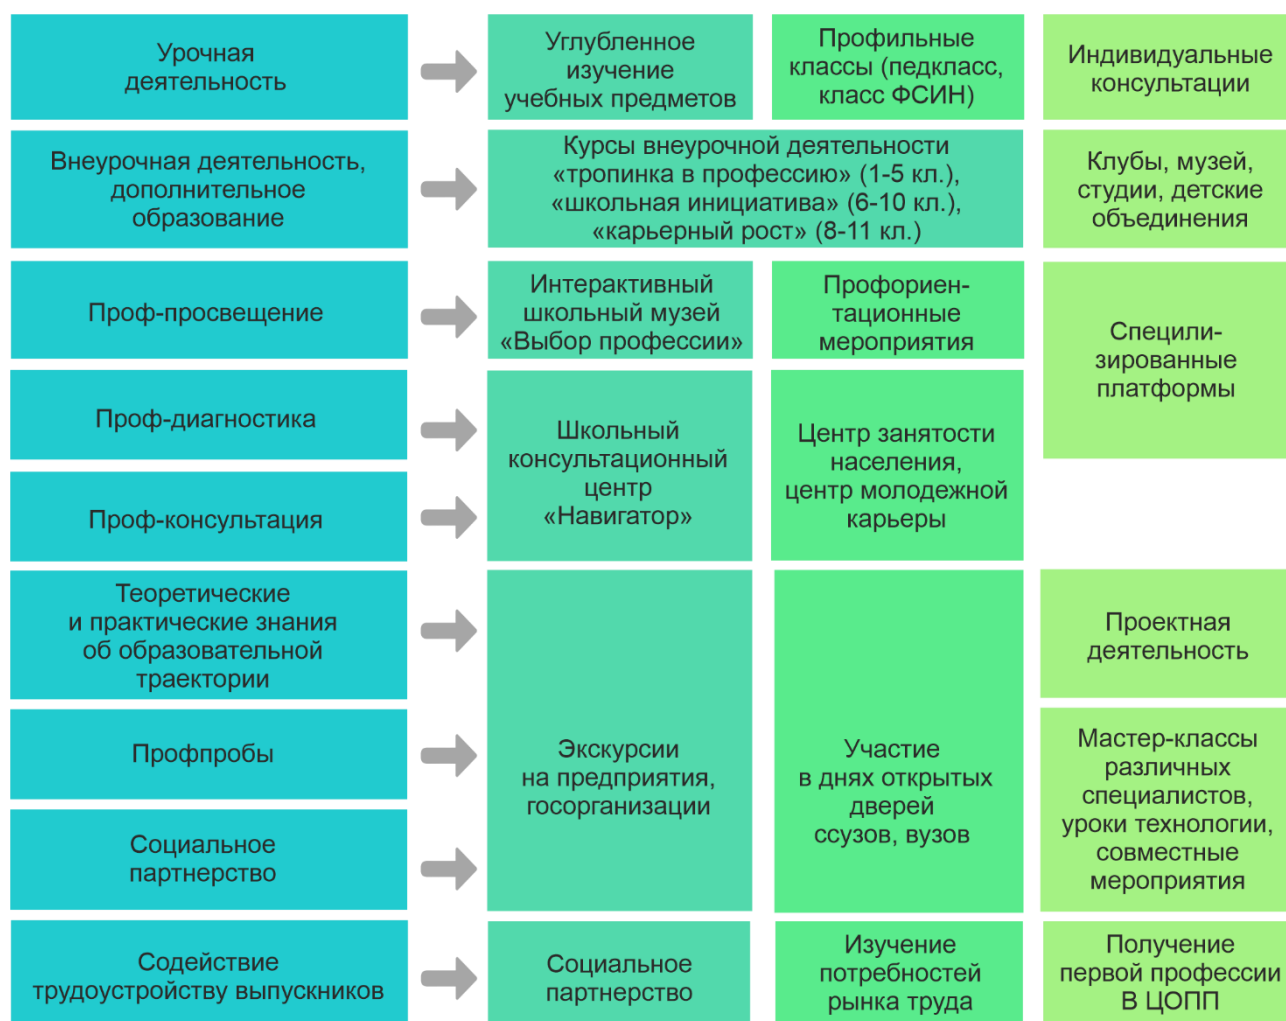 Урочная
деятельность
Углубленное
изучение
учебных предметов
Профильные
классы (педкласс,
класс ФСИН)
Индивидуальные
консультации
Внеурочная деятельность,
дополнительное
образование
Курсы внеурочной деятельности
«тропинка в профессию» (1-5 кл.),
«школьная инициатива» (6-10 кл.),
«карьерный рост» (8-11 кл.)
Клубы, музей,
студии, детские
объединения
Проф-просвещение
Интерактивный
школьный музей
«Выбор профессии»
Профориен-
тационные
мероприятия
Специли-
зированные
платформы
Проф-диагностика
Школьный
консультационный
центр
«Навигатор»
Центр занятости
населения,
центр молодежной
карьеры
Проф-консультация
Теоретические
и практические знания
об образовательной
траектории
Экскурсии
на предприятия,
госорганизации
Участие
в днях открытых
дверей
ссузов, вузов
Проектная
деятельность
Профпробы
Мастер-классы
различных
специалистов,
уроки технологии,
совместные
мероприятия
Социальное
партнерство
Содействие
трудоустройству выпускников
Социальное
партнерство
Изучение
потребностей
рынка труда
Получение
первой профессии
В ЦОПП